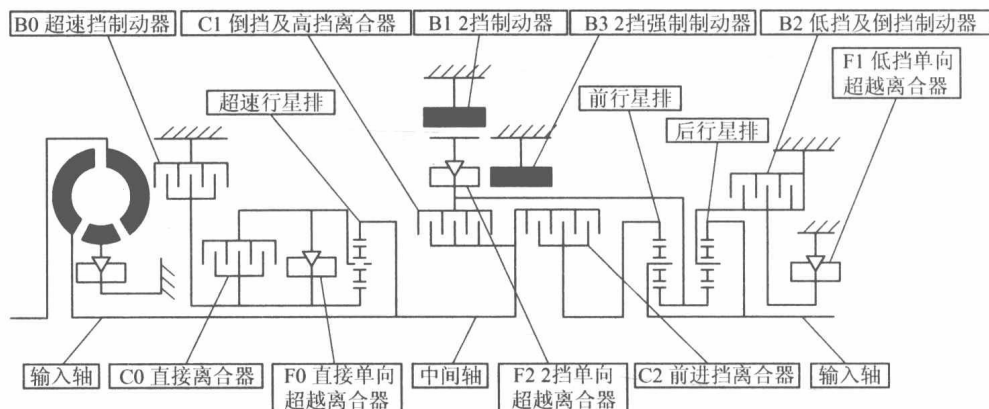 B0 超速挡制动器
C1 倒挡及高挡离合器
B1 2挡制动器
B3 2挡强制制动器
B2 低挡及倒挡制动器
F1 低挡单向
超越离合器
超速行星排
前行星排
后行星排
输入轴
C0 直接离合器
F0 直接单向
超越离合器
中间轴
F2 2挡单向
超越离合器
C2 前进挡离合器
输入轴